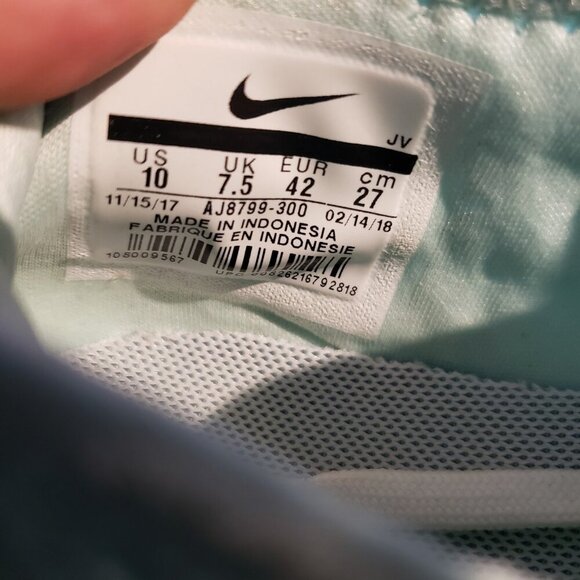 JV
US UK EUR cm
10 7.5 42 27
11/15/17 AJ8799-300 02/14/18
MADE IN INDONESIA
FABRIQUE EN INDONESIE
108009567